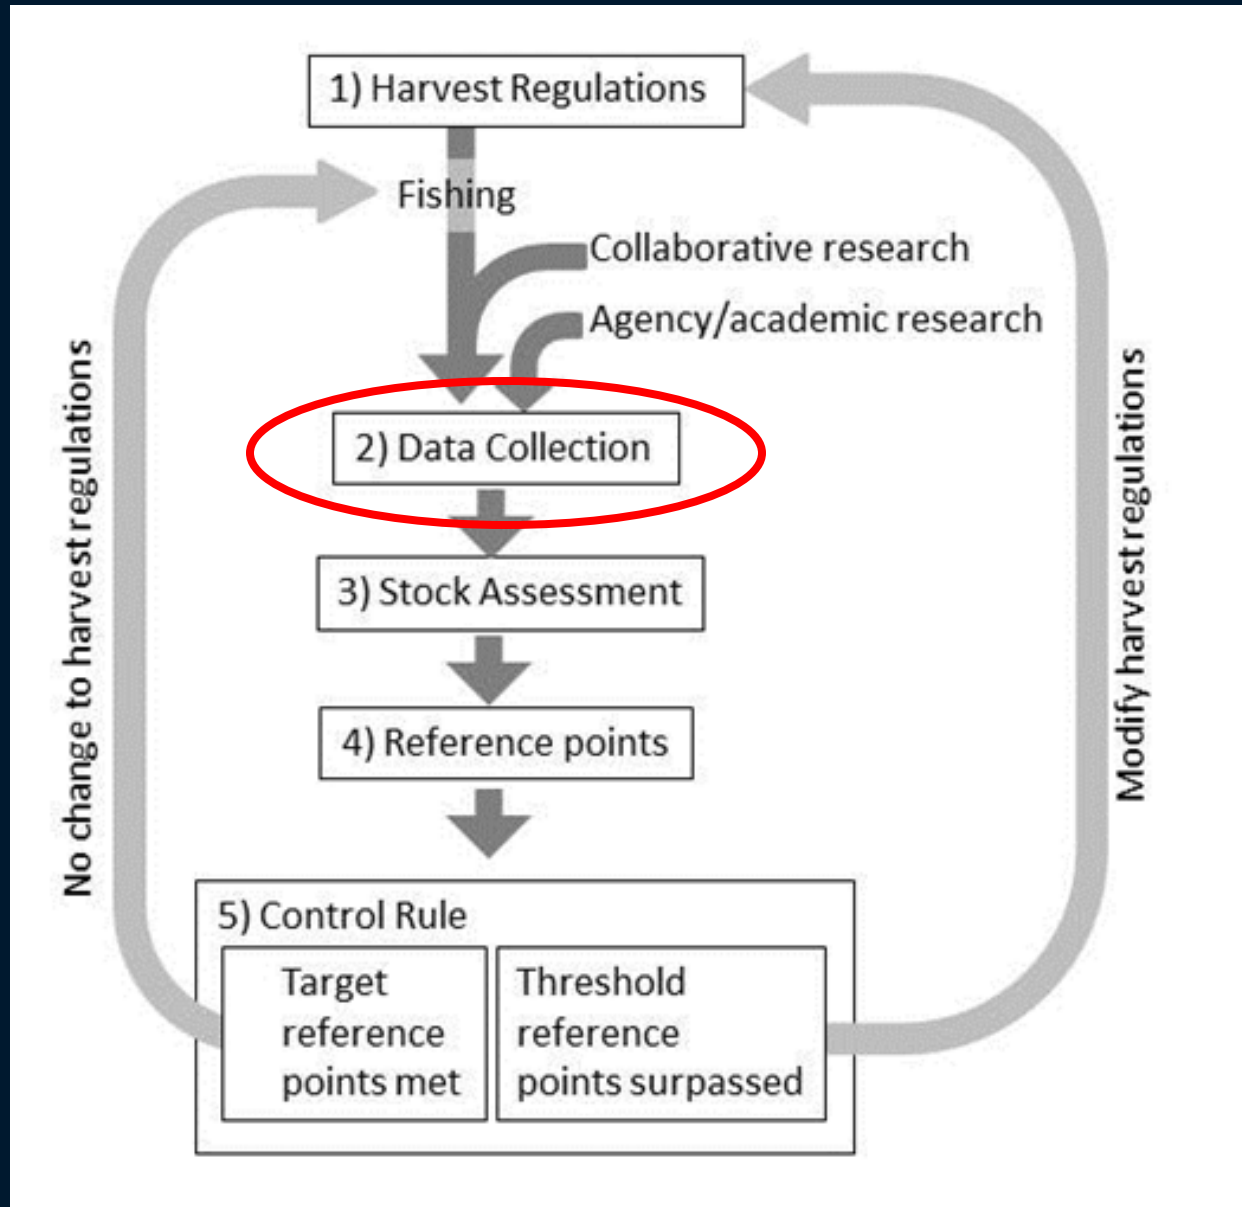 1) Harvest Regulations
Fishing
Collaborative research
Agency/academic research
2) Data Collection
3) Stock Assessment
4) Reference points
5) Control Rule
Target
reference
points met
Threshold
reference
points surpassed
No change to harvest regulations
Modify harvest regulations